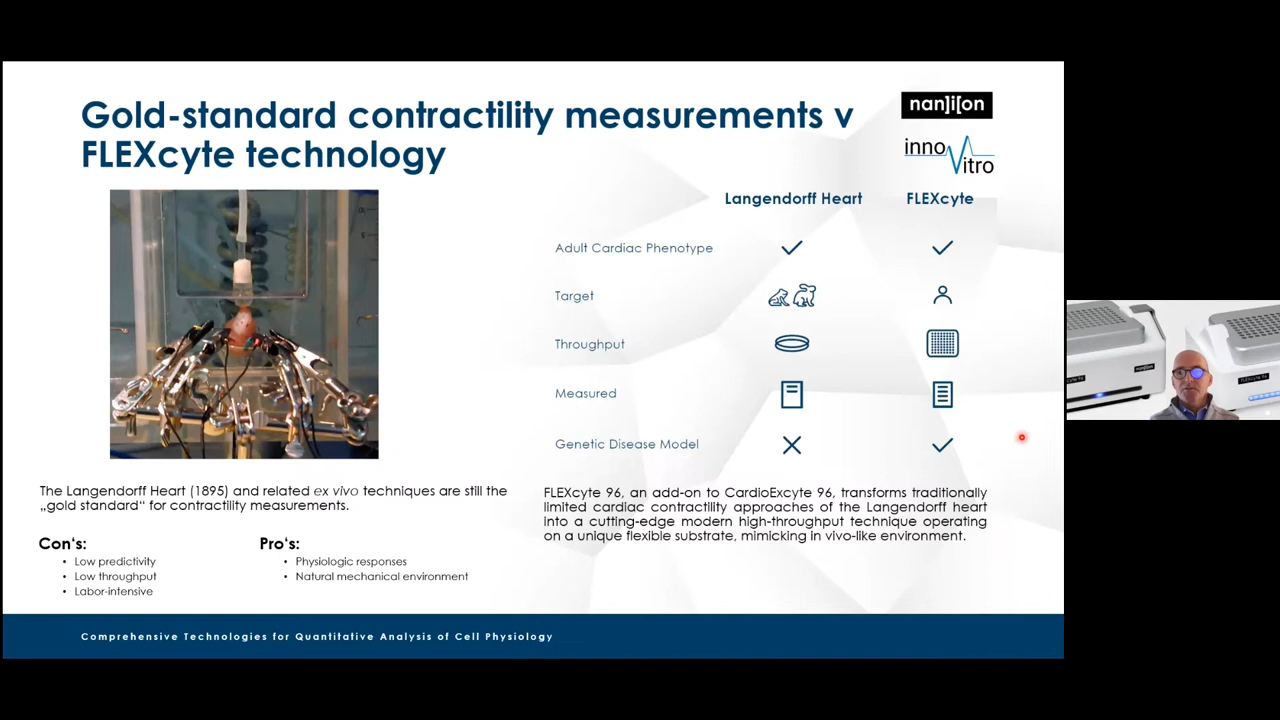 Gold-standard contractility measurements v
FLEXcyte technology
nan]i[on
inno
Vitro
Langendorff Heart
FLEXcyte
Adult Cardiac Phenotype
Target
Throughput
Measured
Genetic Disease Model
The Langendorff Heart (1895) and related ex vivo techniques are still the
„gold standard“ for contractility measurements.
Con‘s:
• Low predictivity
• Low throughput
• Labor-intensive
Pro‘s:
• Physiologic responses
• Natural mechanical environment
FLEXcyte 96, an add-on to CardioExcyte 96, transforms traditionally
limited cardiac contractility approaches of the Langendorff heart
into a cutting-edge modern high-throughput technique operating
on a unique flexible substrate, mimicking in vivo-like environment.
Comprehensive Technologies for Quantitative Analysis of Cell Physiology